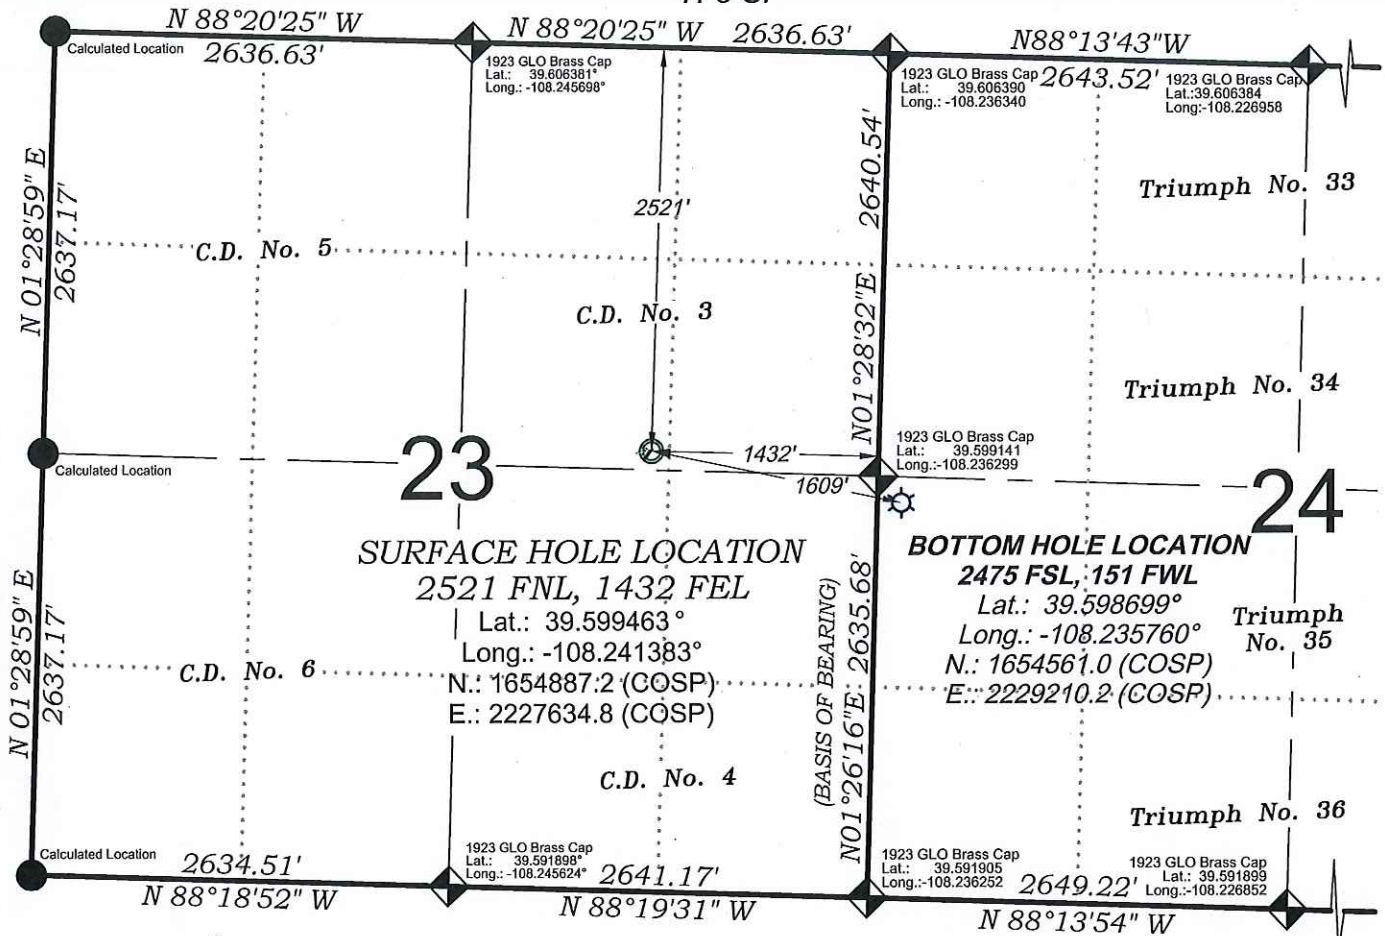 N 88°20'25" W
2636.63'
N 88°20'25" W 2636.63'
N88°13'43"W
2643.52'
Calculated Location
1923 GLO Brass Cap
Lat.: 39.606381°
Long.: -108.245698°
1923 GLO Brass Cap
Lat.: 39.606390
Long.: -108.236340
1923 GLO Brass Cap
Lat.:39.606384
Long:-108.226958
N 01°28'59" E
2637.17'
2640.54'
N01°28'32"E
2521'
Triumph No. 33
C.D. No. 5
C.D. No. 3
Triumph No. 34
1923 GLO Brass Cap
Lat.: 39.599141
Long.:-108.236299
Calculated Location
23
1432'
1609'
24
SURFACE HOLE LOCATION
2521 FNL, 1432 FEL
Lat.: 39.599463°
Long.: -108.241383°
N.: 1654887.2 (COSP)
E.: 2227634.8 (COSP)
BOTTOM HOLE LOCATION
2475 FSL, 151 FWL
Lat.: 39.598699°
Long.: -108.235760°
N.: 1654561.0 (COSP)
E.: 2229210.2 (COSP)
Triumph
No. 35
N 01°28'59" E
2637.17'
C.D. No. 6
(BASIS OF BEARING)
N01°26'16"E 2635.68'
C.D. No. 4
Triumph No. 36
Calculated Location
2634.51'
N 88°18'52" W
1923 GLO Brass Cap
Lat.: 39.591898°
Long.: -108.245624°
2641.17'
N 88°19'31" W
1923 GLO Brass Cap
Lat.: 39.591905
Long.:-108.236252
2649.22'
N 88°13'54" W
1923 GLO Brass Cap
Lat.: 39.591899
Long.:-108.226852